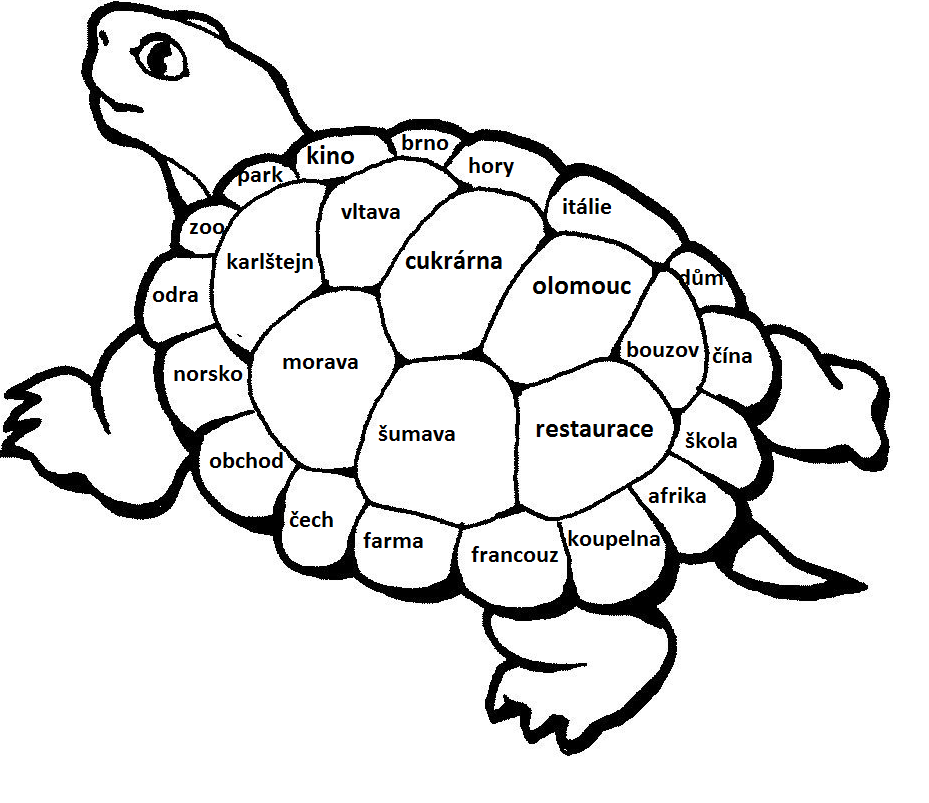 brno
kino
hory
park
itálie
vltava
zoo
karlštejn
cukrárna
dům
olomouc
odra
bouzov
čína
morava
norsko
šumava
restaurace
škola
obchod
afrika
čech
farma
koupelna
francouz